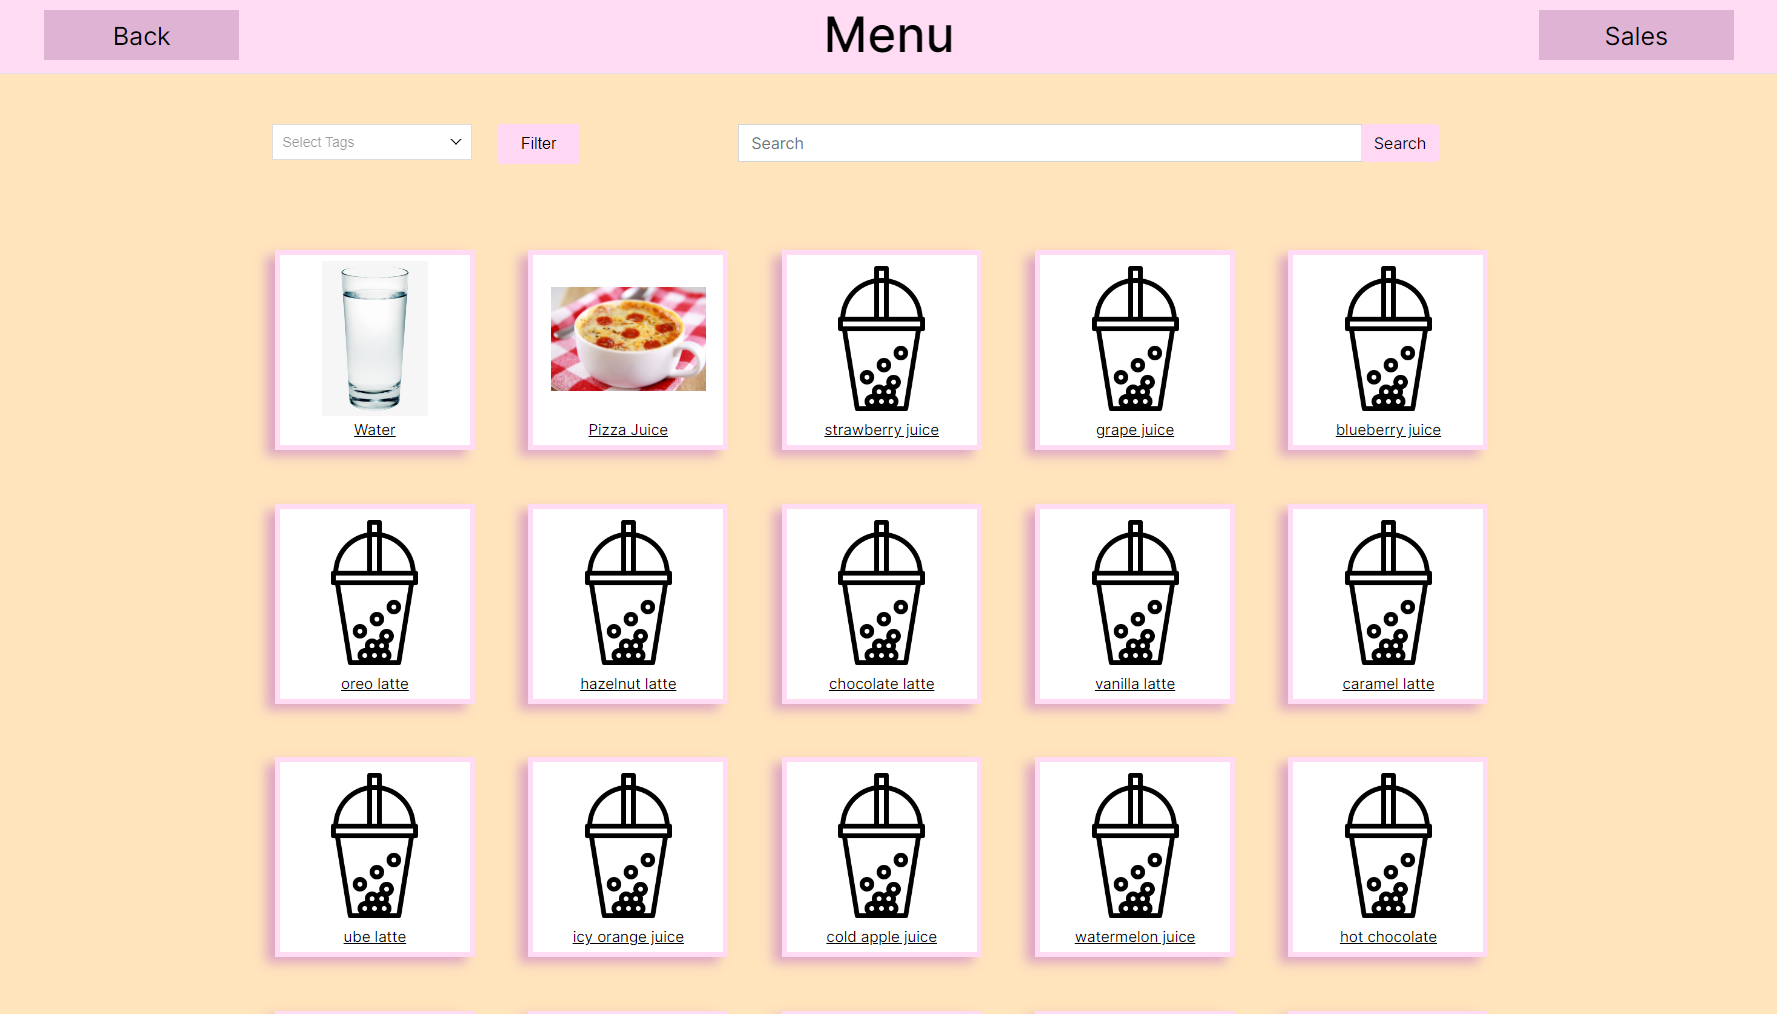 Back
Menu
Sales
Select Tags
Filter
Search
Search
Water
Pizza Juice
strawberry juice
grape juice
blueberry juice
oreo latte
hazelnut latte
chocolate latte
vanilla latte
caramel latte
ube latte
icy orange juice
cold apple juice
watermelon juice
hot chocolate